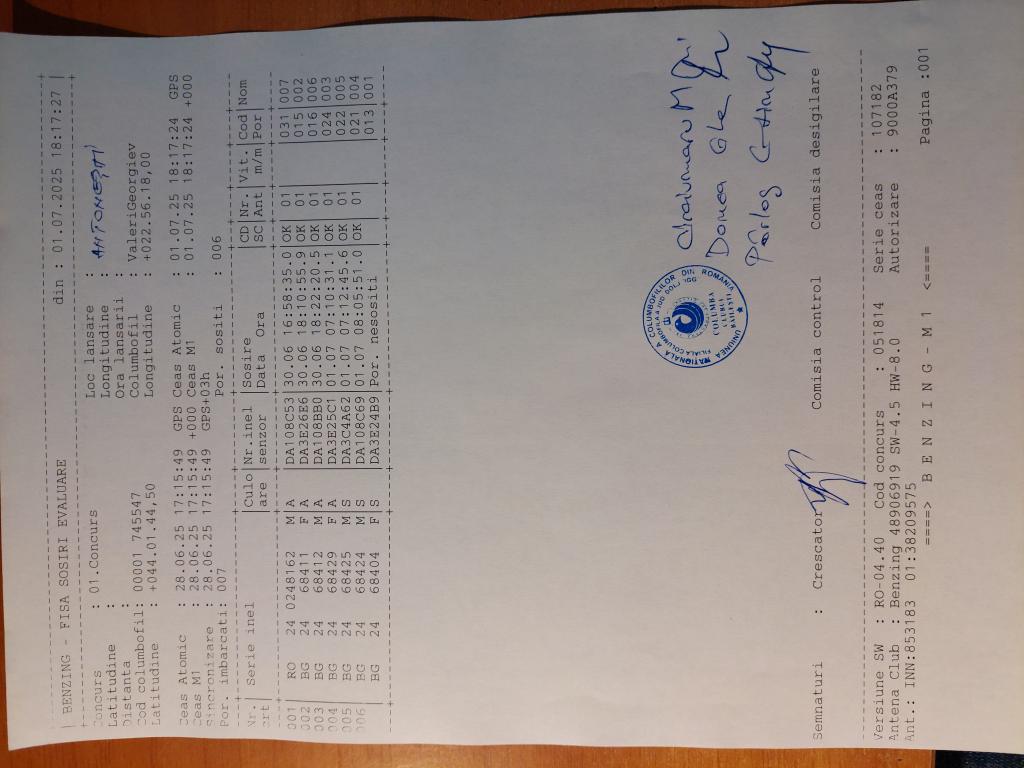 | BENZING - FISA SOSIRI EVALUARE din : 01.07.2025 18:17:27 |
Concurs : 01.Concurs Loc lansare : ANTONESTI
Latitudine : Longitudine :
Distanta : Ora lansarii :
Cod columbofil: 00001 745547 Columbofil : ValeriGeorgiev
Latitudine : +044.01.44,50 Longitudine : +022.56.18,00
Ceas Atomic : 28.06.25 17:15:49 GPS Ceas Atomic : 01.07.25 18:17:24 GPS
Ceas M1 : 28.06.25 17:15:49 +000 Ceas M1 : 01.07.25 18:17:24 +000
Sincronizare : 28.06.25 17:15:49 GPS+03h
Por. imbarcati: 007 Por. sositi : 006
Nr. Serie inel |Culo|Nr.inel |Sosire |CD|Nr.|Vit.|Cod|Nom
crt |are |senzor |Data Ora |SC|Ant|m/m |Por|
001 RO 24 0248162 M A |DA108C53|30.06 16:58:35.0|OK| 01 | |031|007
002 BG 24 68411 F A |DA3E26E6|30.06 18:10:55.9|OK| 01 | |015|002
003 BG 24 68412 M A |DA108BB0|30.06 18:22:20.5|OK| 01 | |016|006
004 BG 24 68429 F A |DA3E25C1|01.07 07:10:31.1|OK| 01 | |024|003
005 BG 24 68425 M S |DA3C4A62|01.07 07:12:45.6|OK| 01 | |022|005
006 BG 24 68424 M S |DA108C69|01.07 08:05:51.0|OK| 01 | |021|004
BG 24 68404 F S |DA3E24B9|Por. nesositi | | | |013|001
UNIUNEA NATIONALA A COLUMBOFILILOR DIN ROMANIA
FILIALA COLUMBOFILA JUD DOLJ
COLUMBA
CLUBUL
BAILESTI
Doinea
Semnaturi : Crescator Comisia control Comisia desigilare
Versiune SW : RO-04.40 Cod concurs : 051814 Serie ceas : 107182
Antena Club : Benzing 48906919 SW-4.5 HW-8.0 Autorizare : 9000A379
Ant.: INN:853183 01:38209575
====> B E N Z I N G - M 1 <==== Pagina :001